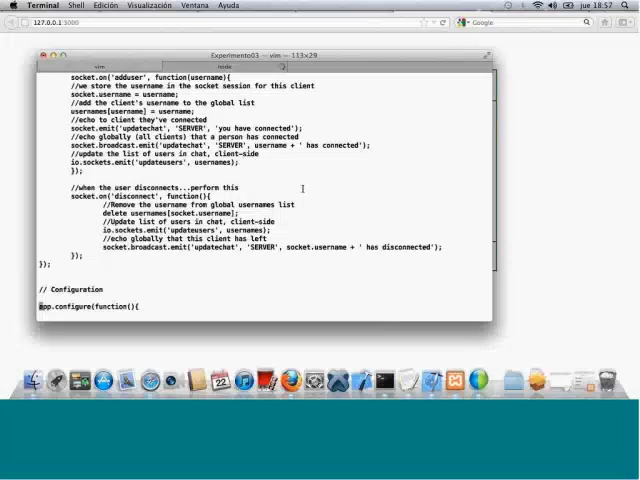 Terminal Shell Edición Visualización Ventana Ayuda jue 18:57
127.0.0.1:3000 Google
Experimento03 — vim — 113×29
vim node
socket.on('adduser', function(username){
//we store the username in the socket session for this client
socket.username = username;
//add the client's username to the global list
usernames[username] = username;
//echo to client they've connected
socket.emit('updatechat', 'SERVER', 'you have connected');
//echo globally (all clients) that a person has connected
socket.broadcast.emit('updatechat', 'SERVER', username + ' has connected');
//update the list of users in chat, client-side
io.sockets.emit('updateusers', usernames);
});
//when the user disconnects...perform this
socket.on('disconnect', function(){
//Remove the username from global usernames list
delete usernames[socket.username];
//Update list of users in chat, client-side
io.sockets.emit('updateusers', usernames);
//echo globally that this client has left
socket.broadcast.emit('updatechat', 'SERVER', socket.username + ' has disconnected');
});
});
// Configuration
app.configure(function(){
22